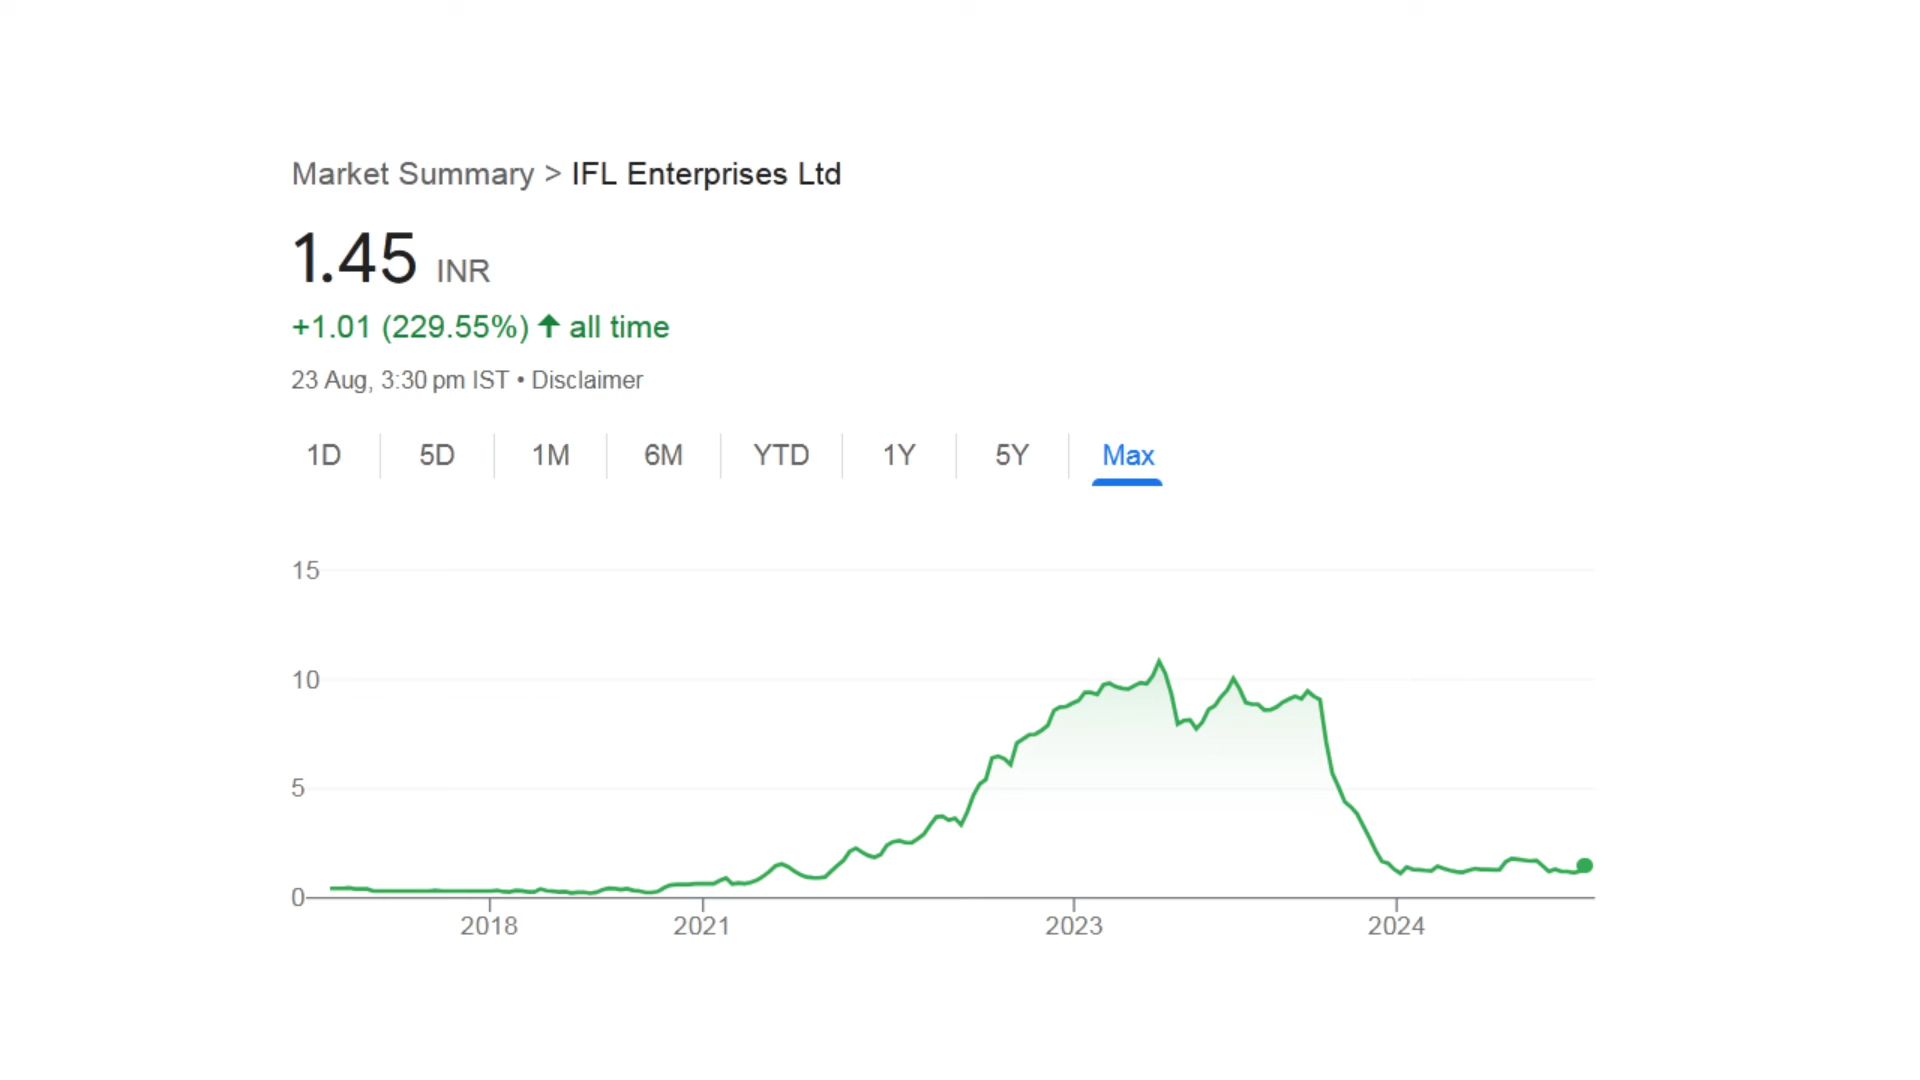 Market Summary > IFL Enterprises Ltd
1.45 INR
+1.01 (229.55%) ↑ all time
23 Aug, 3:30 pm IST • Disclaimer
1D 5D 1M 6M YTD 1Y 5Y Max
15
10
5
0
2018 2021 2023 2024